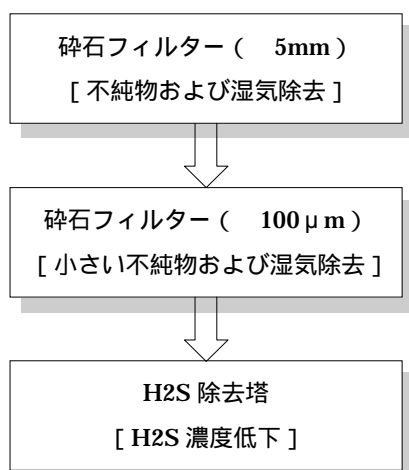 砕石フィルター（　5mm）
[ 不純物および湿気除去 ]
砕石フィルター（　100μm）
[ 小さい不純物および湿気除去 ]
H2S 除去塔
[ H2S 濃度低下 ]